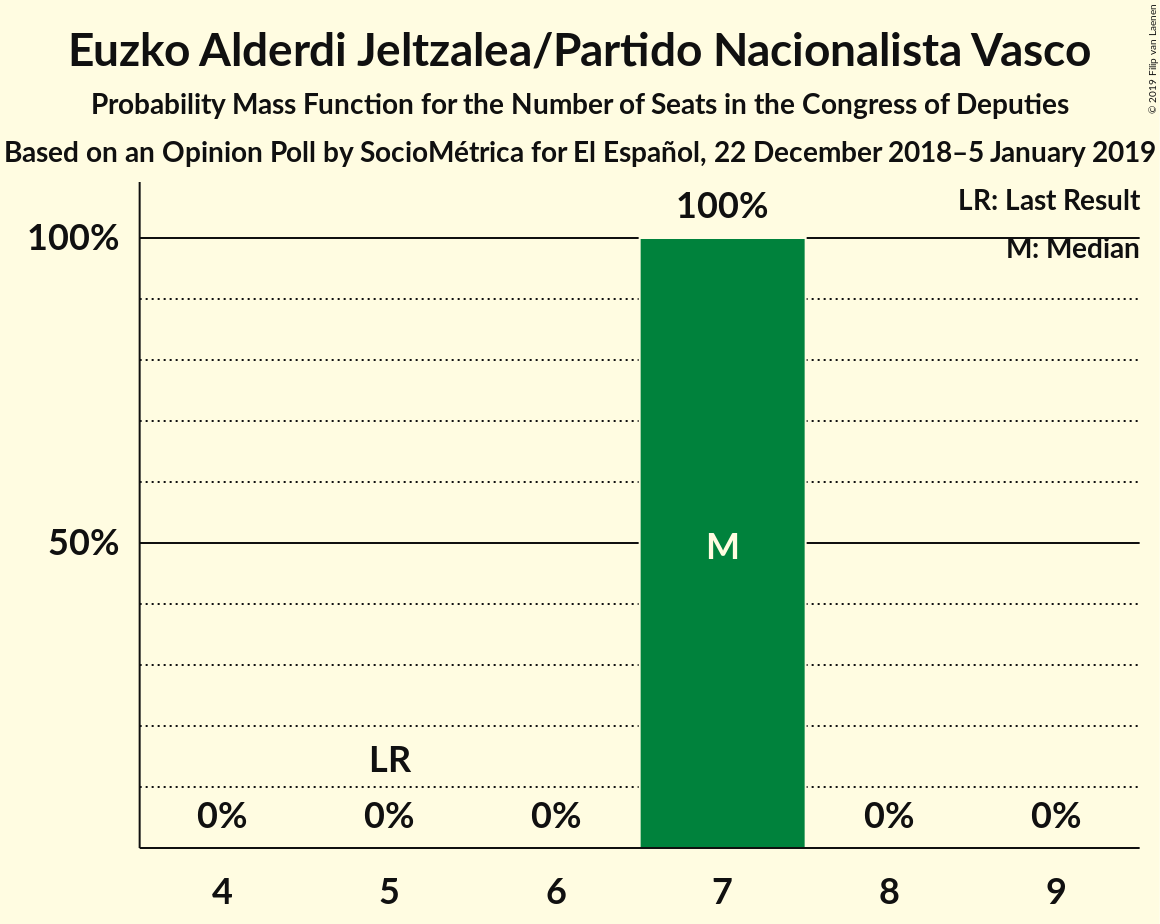 Euzko Alderdi Jeltzalea/Partido Nacionalista Vasco
Probability Mass Function for the Number of Seats in the Congress of Deputies
Based on an Opinion Poll by SocioMétrica for El Español, 22 December 2018–5 January 2019
© 2019 Filip van Laenen
LR: Last Result
M: Median
100%
100%
50%
M
LR
0%
0%
0%
0%
0%
4
5
6
7
8
9